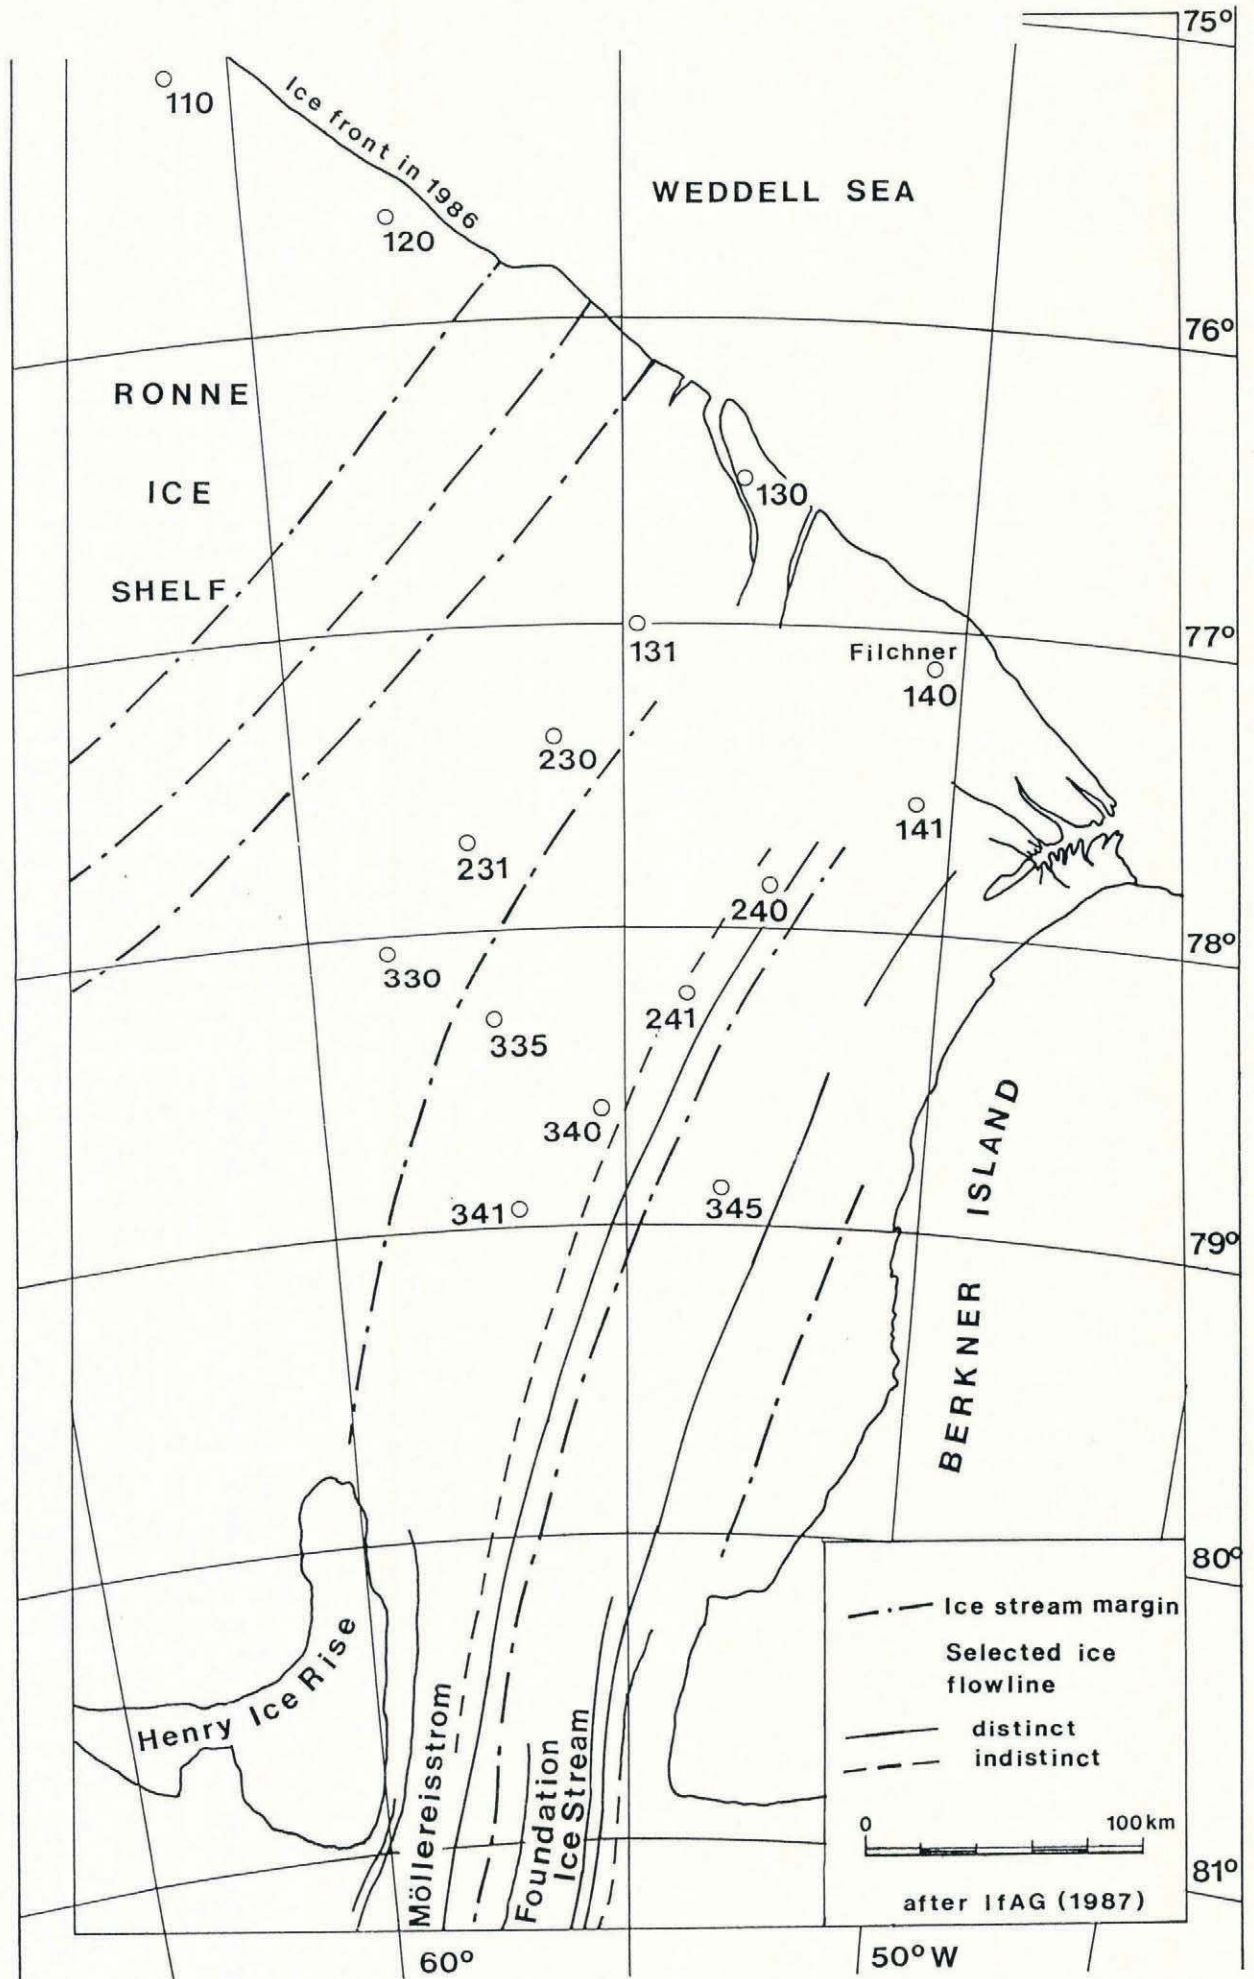 75°
110
Ice front in 1986
WEDDELL SEA
120
76°
RONNE
ICE
SHELF
130
77°
131
Filchner
140
230
141
231
240
78°
330
241
335
340
341
345
79°
BERKNER ISLAND
80°
Henry Ice Rise
Möllereisstrom
Foundation
Ice Stream
Ice stream margin
Selected ice
flowline
distinct
indistinct
0 100 km
81°
after IfAG (1987)
60°
50° W